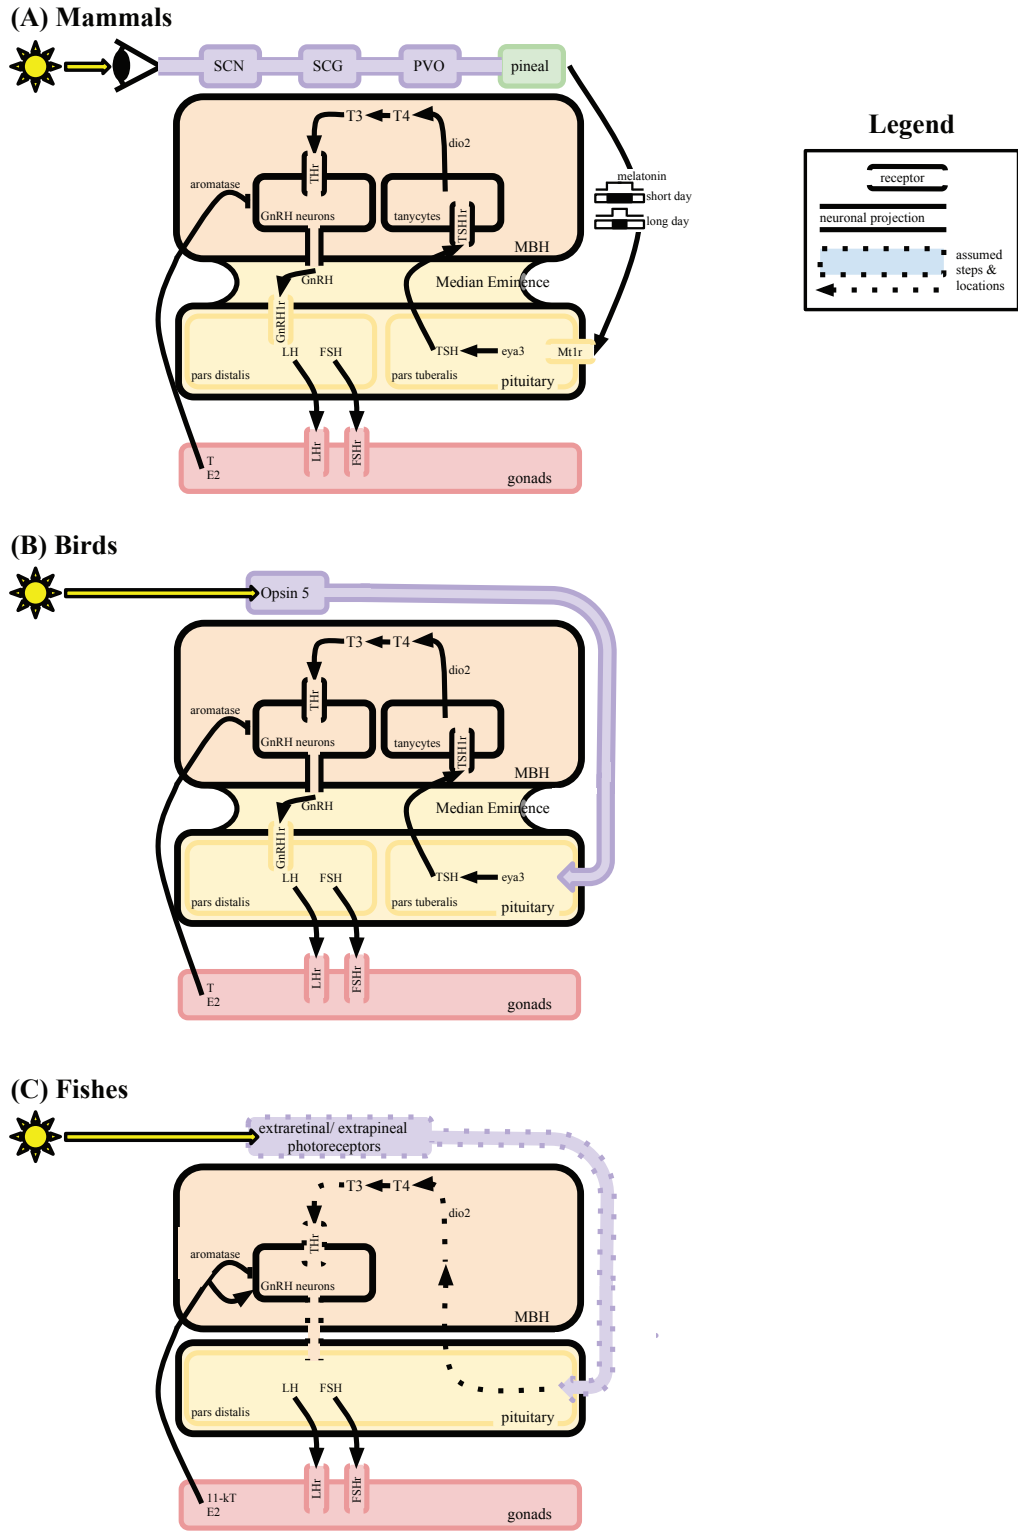 (A) Mammals
SCN
SCG
PVO
pineal
T3
T4
dio2
THr
aromatase
GnRH neurons
tanycytes
TSH1r
MBH
melatonin
short day
long day
GnRH
Median Eminence
GnRH1r
LH
FSH
TSH
eya3
Mt1r
pars distalis
pars tuberalis
pituitary
LHr
FSHr
T
E2
gonads
Legend
receptor
neuronal projection
assumed
steps &
locations
(B) Birds
Opsin 5
T3
T4
dio2
THr
aromatase
GnRH neurons
tanycytes
TSH1r
MBH
GnRH
Median Eminence
GnRH1r
LH
FSH
TSH
eya3
pars distalis
pars tuberalis
pituitary
LHr
FSHr
T
E2
gonads
(C) Fishes
extraretinal/ extrapineal
photoreceptors
T3
T4
dio2
THr
aromatase
GnRH neurons
MBH
LH
FSH
pars distalis
pituitary
LHr
FSHr
11-kT
E2
gonads